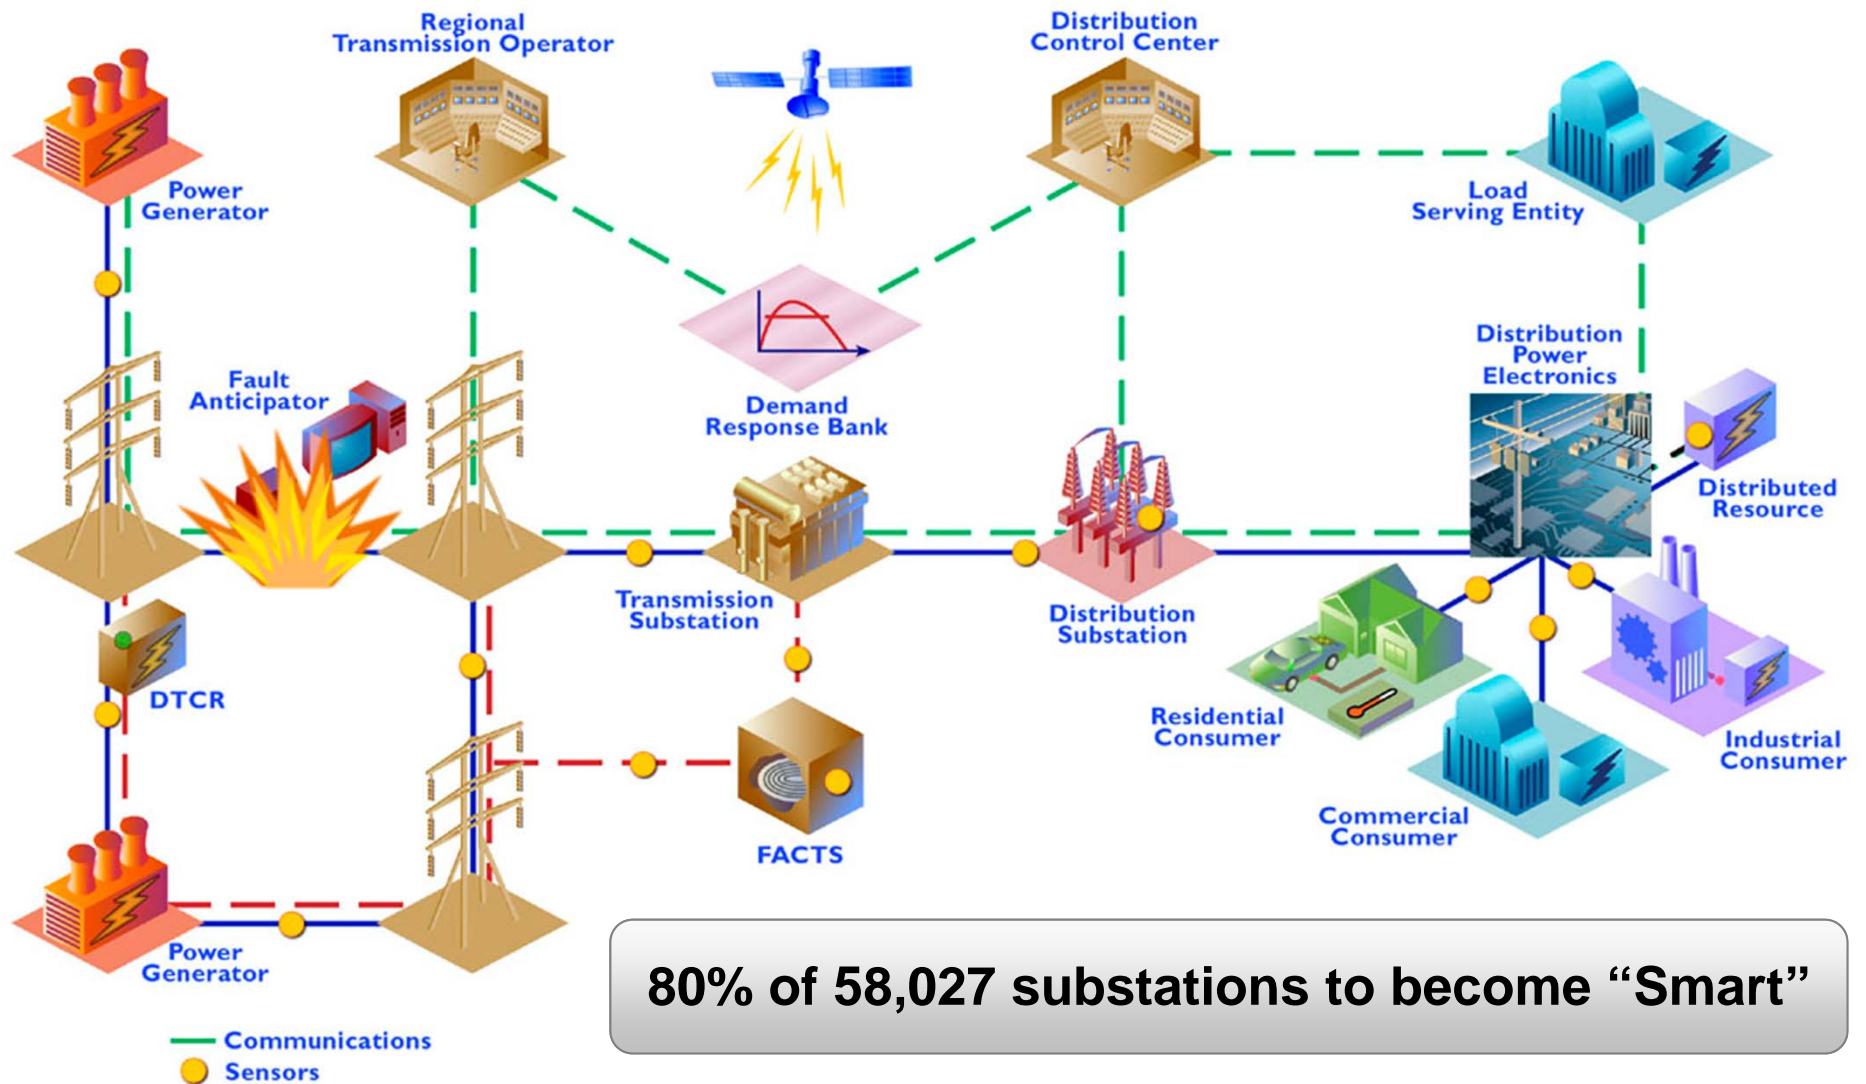 Regional
Transmission Operator
Distribution
Control Center
Power
Generator
Load
Serving Entity
Fault
Anticipator
Demand
Response Bank
Distribution
Power
Electronics
Distributed
Resource
Transmission
Substation
Distribution
Substation
DTCR
Residential
Consumer
Industrial
Consumer
Commercial
Consumer
FACTS
Power
Generator
80% of 58,027 substations to become “Smart”
Communications
Sensors